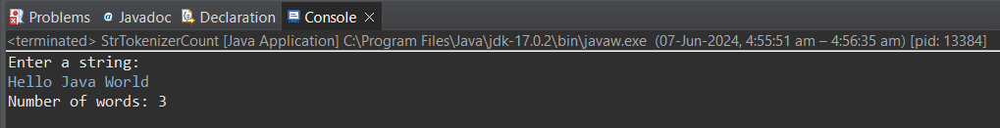 Problems @ Javadoc Declaration Console ×
<terminated> StrTokenizerCount [Java Application] C:\Program Files\Java\jdk-17.0.2\bin\javaw.exe (07-Jun-2024, 4:55:51 am – 4:56:35 am) [pid: 13384]
Enter a string:
Hello Java World
Number of words: 3